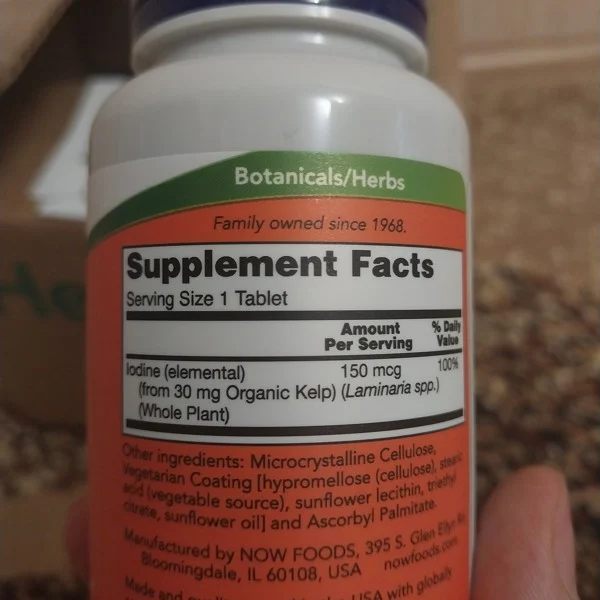 Botanicals/Herbs
Family owned since 1968.
Supplement Facts
Serving Size 1 Tablet
Amount Per Serving
% Daily Value
Iodine (elemental) 150 mcg 100%
(from 30 mg Organic Kelp) (Laminaria spp.)
(Whole Plant)
Other ingredients: Microcrystalline Cellulose,
Vegetarian Coating [hypromellose (cellulose), stearic
acid (vegetable source), sunflower lecithin, triethyl
citrate, sunflower oil] and Ascorbyl Palmitate.
Manufactured by NOW FOODS, 395 S. Glen Ellyn
Bloomingdale, IL 60108, USA nowfoods.com
Made and USA with globally